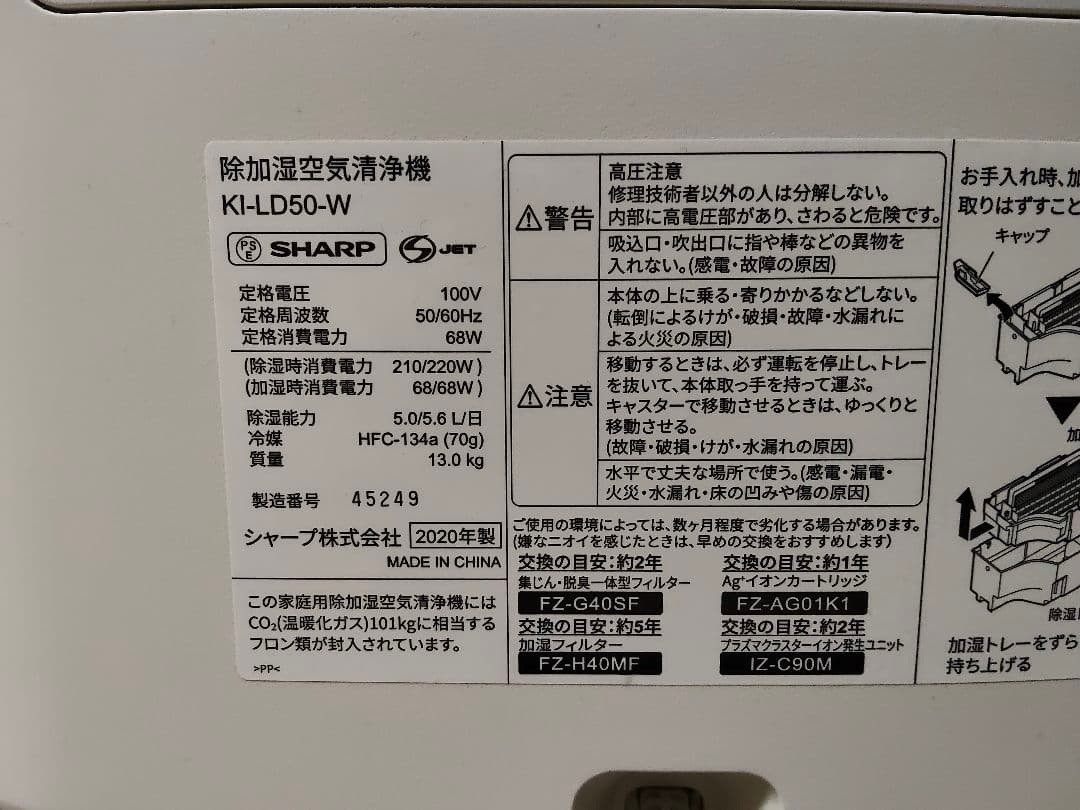 除加湿空気清浄機
KI-LD50-W
PS
E
SHARP
S
JET
定格電圧 100V
定格周波数 50/60Hz
定格消費電力 68W
(除湿時消費電力 210/220W)
(加湿時消費電力 68/68W)
除湿能力 5.0/5.6 L/日
冷媒 HFC-134a (70g)
質量 13.0 kg
製造番号 45249
シャープ株式会社 2020年製
MADE IN CHINA
この家庭用除加湿空気清浄機には
CO₂(温暖化ガス)101kgに相当する
フロン類が封入されています。
>PP<
⚠警告
高圧注意
修理技術者以外の人は分解しない。
内部に高電圧部があり、さわると危険です。
吸込口・吹出口に指や棒などの異物を
入れない。(感電・故障の原因)
⚠注意
本体の上に乗る・寄りかかるなどしない。
(転倒によるけが・破損・故障・水漏れに
よる火災の原因)
移動するときは、必ず運転を停止し、トレー
を抜いて、本体取っ手を持って運ぶ。
キャスターで移動させるときは、ゆっくりと
移動させる。
(故障・破損・けが・水漏れの原因)
水平で丈夫な場所で使う。(感電・漏電・
火災・水漏れ・床の凹みや傷の原因)
ご使用の環境によっては、数ヶ月程度で劣化する場合があります。
(嫌なニオイを感じたときは、早めの交換をおすすめします)
交換の目安:約2年
集じん・脱臭一体型フィルター
FZ-G40SF
交換の目安:約5年
加湿フィルター
FZ-H40MF
交換の目安:約1年
Ag⁺イオンカートリッジ
FZ-AG01K1
交換の目安:約2年
プラズマクラスターイオン発生ユニット
IZ-C90M
お手入れ時、加
取りはずすこと
キャップ
加
除湿
加湿トレーをずら
持ち上げる